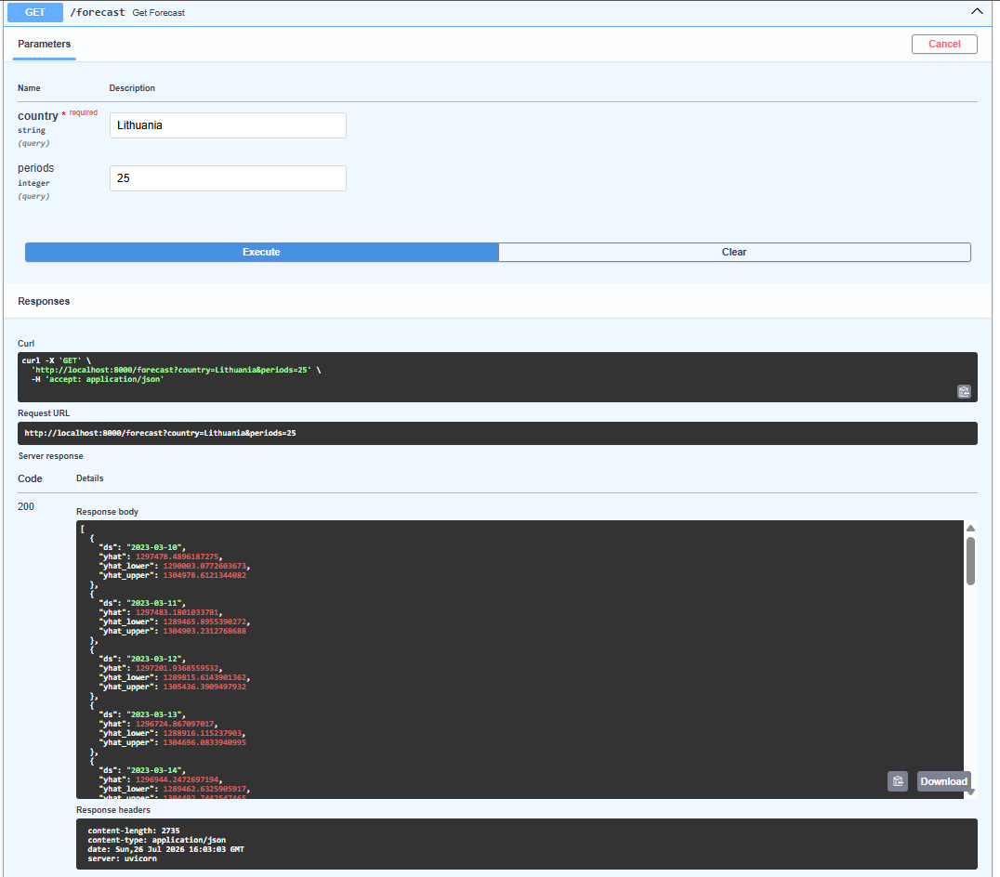 GET /forecast Get Forecast
Parameters
Cancel
Name Description
country * required
string
(query)
Lithuania
periods
integer
(query)
25
Execute
Clear
Responses
Curl
curl -X 'GET' \
'http://localhost:8000/forecast?country=Lithuania&periods=25' \
-H 'accept: application/json'
Request URL
http://localhost:8000/forecast?country=Lithuania&periods=25
Server response
Code Details
200
Response body
[
{
"ds": "2023-03-10",
"yhat": 1297478.4896187275,
"yhat_lower": 1290003.0772603673,
"yhat_upper": 1304978.6121344082
},
{
"ds": "2023-03-11",
"yhat": 1297483.1801033781,
"yhat_lower": 1289465.8955390272,
"yhat_upper": 1304903.2312768688
},
{
"ds": "2023-03-12",
"yhat": 1297201.9368559532,
"yhat_lower": 1289815.6143901362,
"yhat_upper": 1305436.3909497932
},
{
"ds": "2023-03-13",
"yhat": 1296724.867097017,
"yhat_lower": 1288916.115237903,
"yhat_upper": 1304696.0833940995
},
{
"ds": "2023-03-14",
"yhat": 1296944.2472697194,
"yhat_lower": 1289462.6325905917,
"yhat_upper": 1304492.7442547465
Download
Response headers
content-length: 2735
content-type: application/json
date: Sun,26 Jul 2026 16:03:03 GMT
server: uvicorn